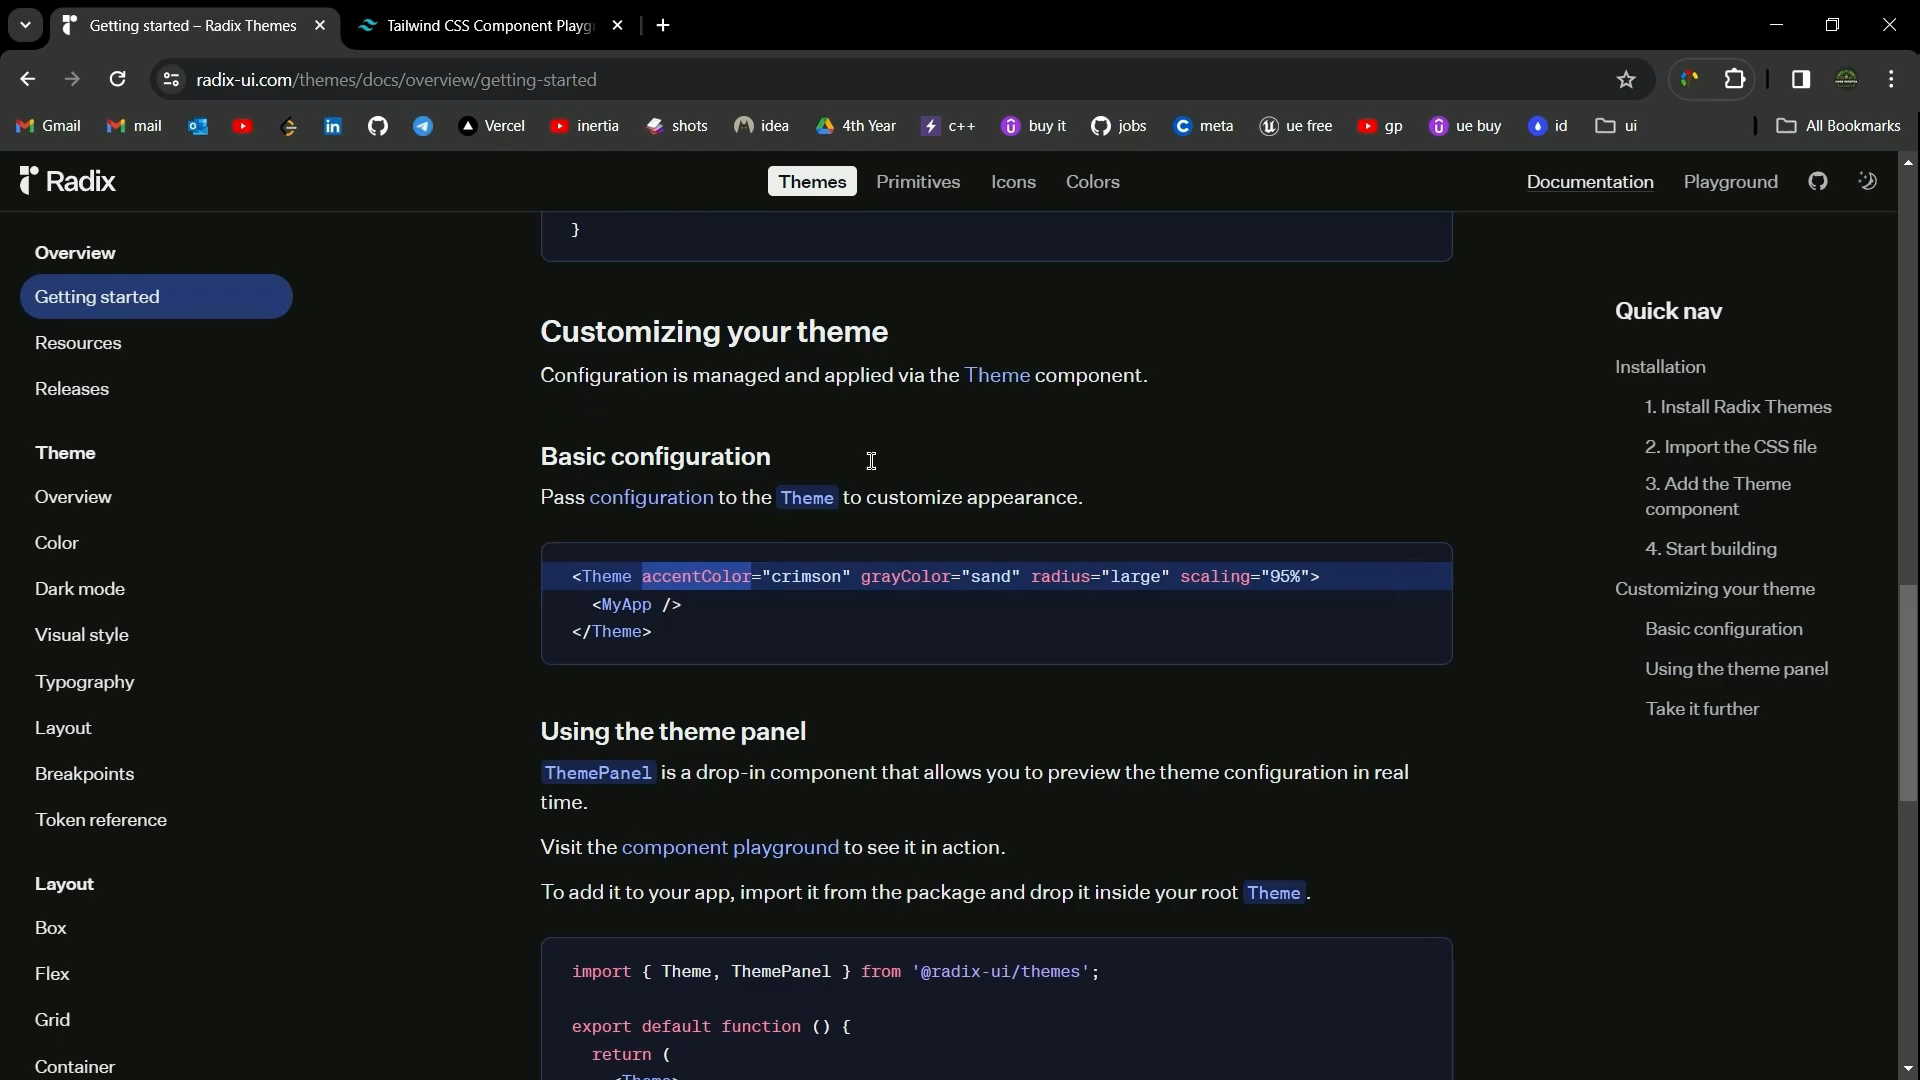 Getting started – Radix Themes
Tailwind CSS Component Playg
radix-ui.com/themes/docs/overview/getting-started
Gmail
mail
Vercel
inertia
shots
idea
4th Year
c++
buy it
jobs
meta
ue free
gp
ue buy
id
ui
All Bookmarks
Radix
Themes
Primitives
Icons
Colors
Documentation
Playground
Overview
Getting started
Resources
Releases
Theme
Overview
Color
Dark mode
Visual style
Typography
Layout
Breakpoints
Token reference
Layout
Box
Flex
Grid
Container
}
Customizing your theme
Configuration is managed and applied via the Theme component.
Basic configuration
Pass configuration to the Theme to customize appearance.
<Theme accentColor="crimson" grayColor="sand" radius="large" scaling="95%">
<MyApp />
</Theme>
Using the theme panel
ThemePanel is a drop-in component that allows you to preview the theme configuration in real
time.
Visit the component playground to see it in action.
To add it to your app, import it from the package and drop it inside your root Theme.
import { Theme, ThemePanel } from '@radix-ui/themes';
export default function () {
return (
<Theme>
Quick nav
Installation
1. Install Radix Themes
2. Import the CSS file
3. Add the Theme
component
4. Start building
Customizing your theme
Basic configuration
Using the theme panel
Take it further